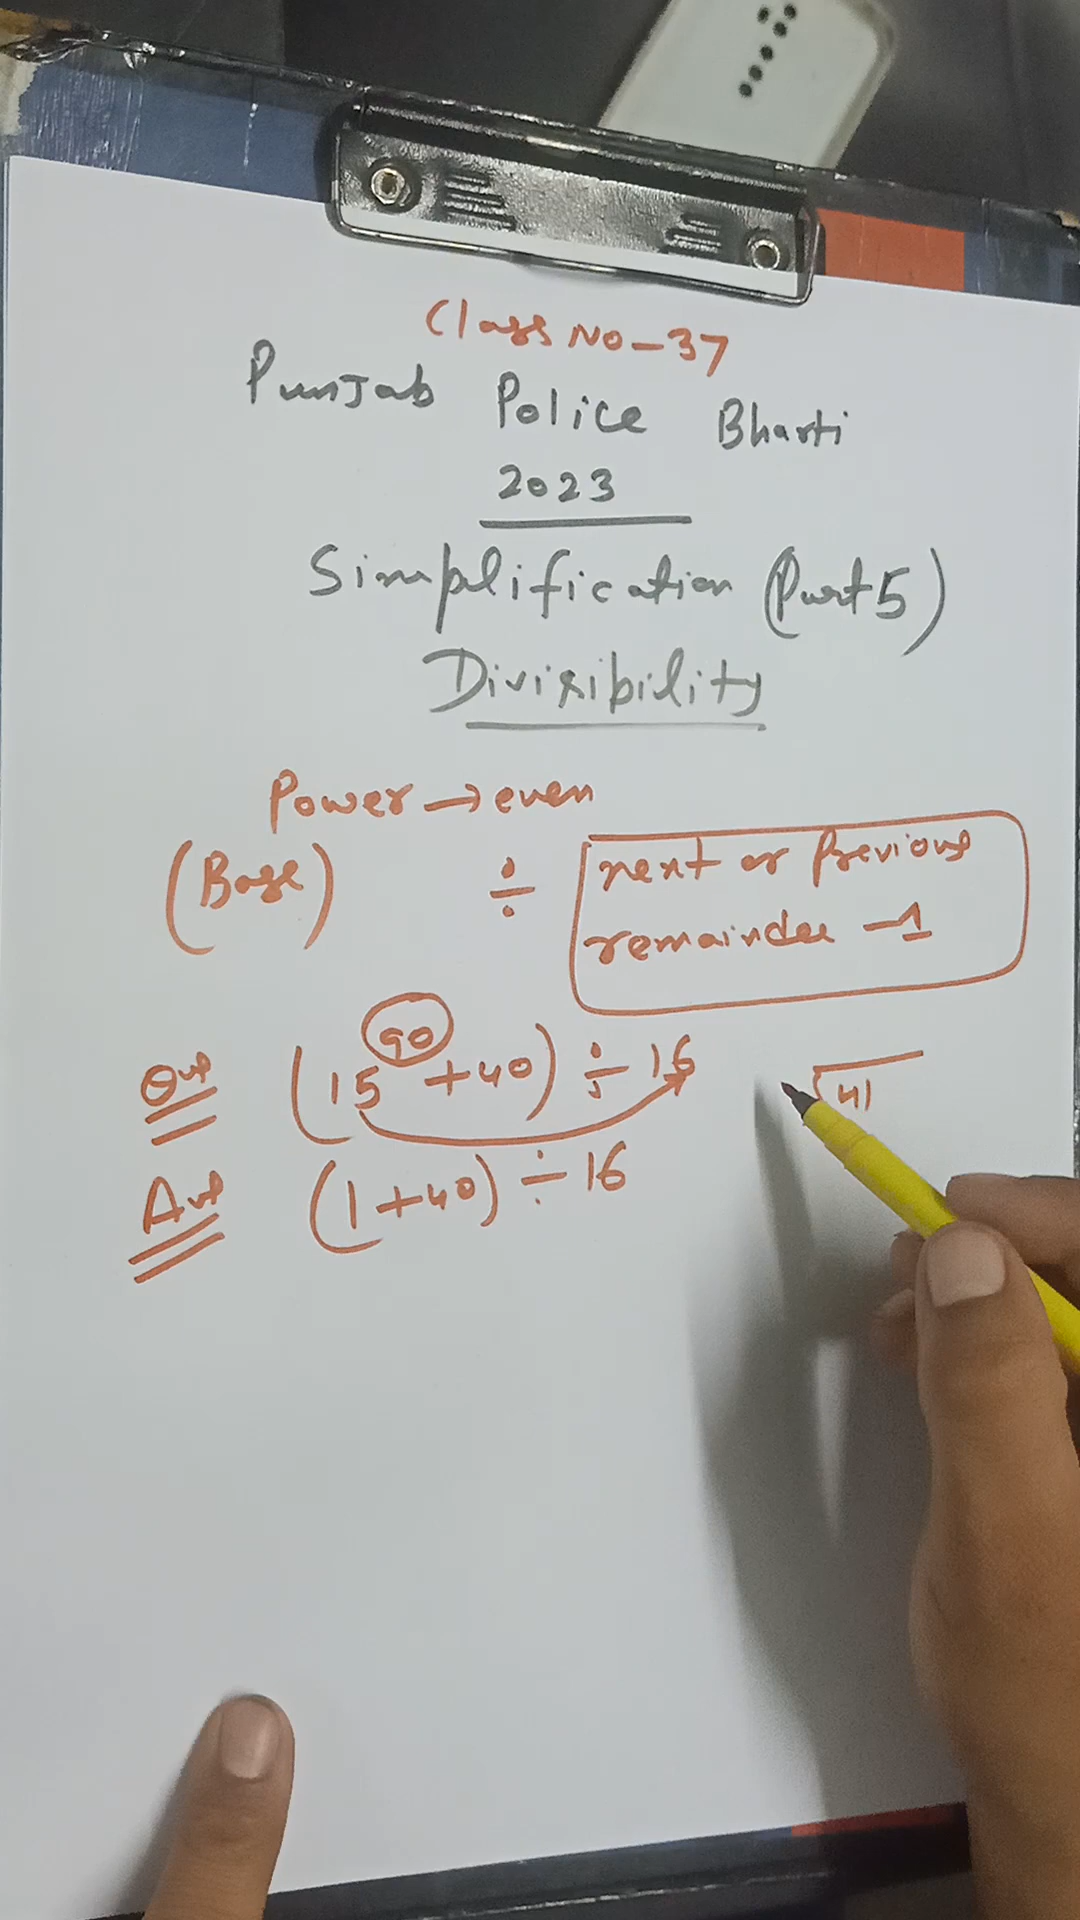 Class No-37
Punjab Police Bharti
2023
Simplification (Part 5)
Divisibility
Power → even
(Base) ÷ next or previous
remainder -1
Que (15^90 + 40) ÷ 16
41
Ans (1 + 40) ÷ 16